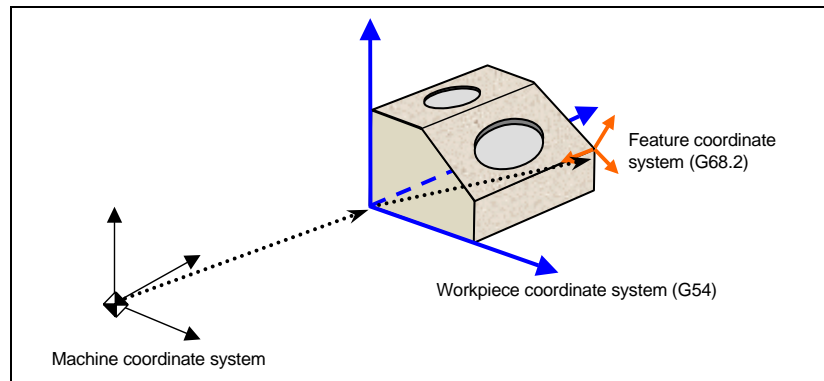 Feature coordinate
system (G68.2)
Workpiece coordinate system (G54)
Machine coordinate system